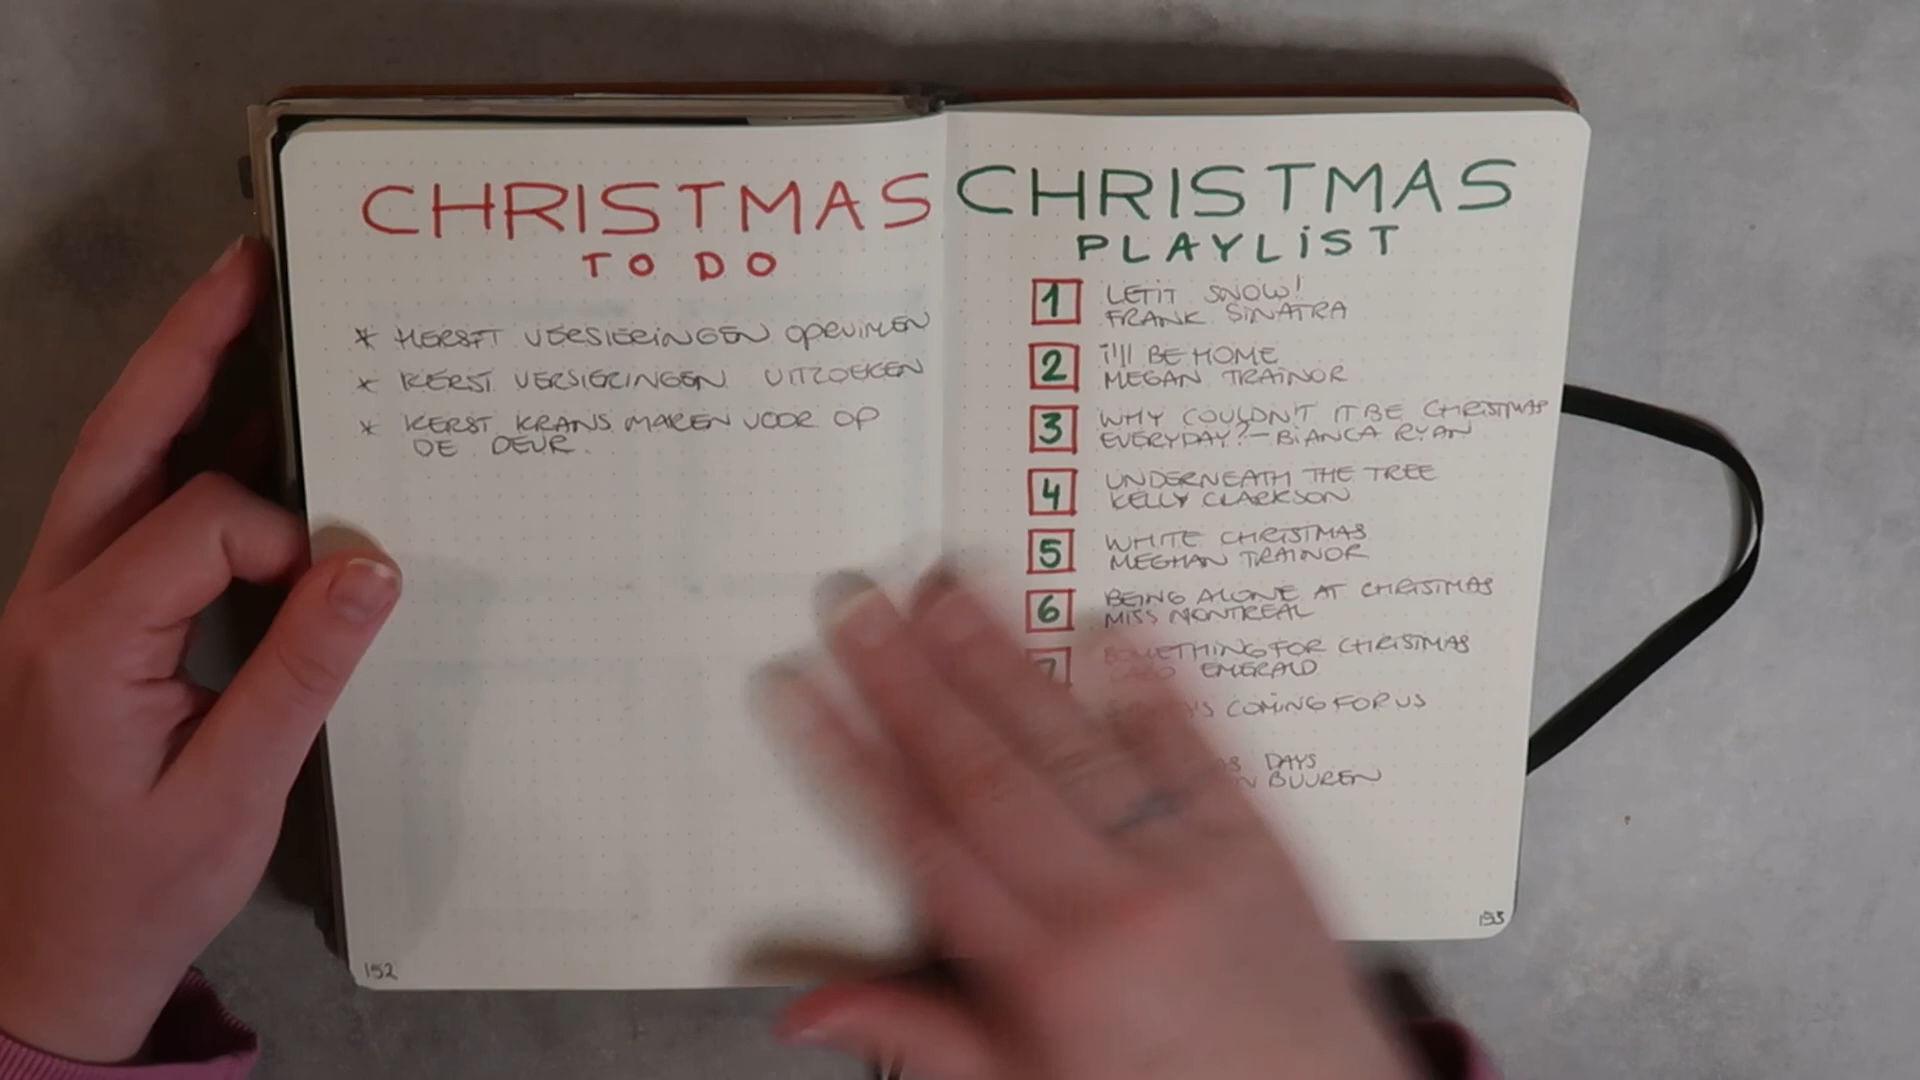 CHRISTMAS
TO DO
* HERSFT VERSIERINGEN OPRUIMEN
* KERST VERSIERINGEN UITZOEKEN
* KERST KRANS MAKEN VOOR OP
DE DEUR.
152
CHRISTMAS
PLAYLiST
1 LET iT SNOW!
FRANK SiNATRA
2 i'll BE HOME
MEGAN TRAiNOR
3 WHY COULDN'T IT BE CHRISTMAS
EVERYDAY? - BiANCA RYAN
4 UNDERNEATH THE TREE
KELLY CLARKSON
5 WHITE CHRISTMAS
MEGHAN TRAINOR
6 BEING ALONE AT CHRISTMAS
MISS MONTREAL
7 SOMETHING FOR CHRISTMAS
EMERALD
COMING FOR US
DAYS
BUUREN
153